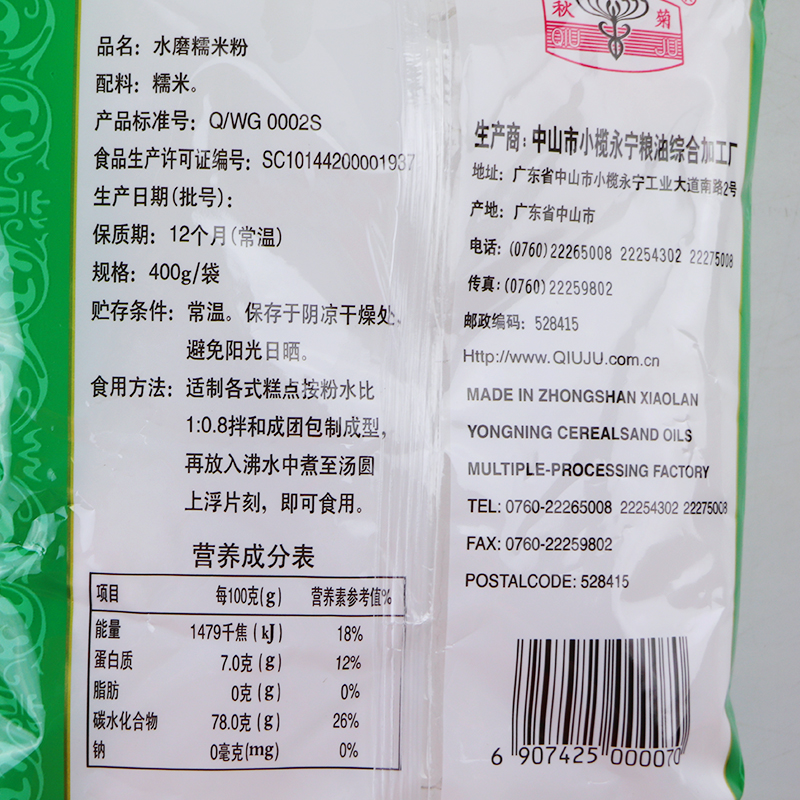 品名：水磨糯米粉
配料：糯米。
产品标准号：Q/WG 0002S
食品生产许可证编号：SC10144200001937
生产日期(批号)：
保质期：12个月(常温)
规格：400g/袋
贮存条件：常温。保存于阴凉干燥处、
避免阳光日晒。
食用方法：适制各式糕点按粉水比
1:0.8拌和成团包制成型，
再放入沸水中煮至汤圆
上浮片刻，即可食用。
营养成分表
项目 每100克(g) 营养素参考值%
能量 1479千焦(kJ) 18%
蛋白质 7.0克(g) 12%
脂肪 0克(g) 0%
碳水化合物 78.0克(g) 26%
钠 0毫克(mg) 0%
秋菊
QIU JU
®
生产商：中山市小榄永宁粮油综合加工厂
地址：广东省中山市小榄永宁工业大道南路2号
产地：广东省中山市
电话：(0760)22265008 22254302 22275008
传真：(0760)22259802
邮政编码：528415
Http://www.QIUJU.com.cn
MADE IN ZHONGSHAN XIAOLAN
YONGNING CEREALSAND OILS
MULTIPLE-PROCESSING FACTORY
TEL: 0760-22265008 22254302 22275008
FAX: 0760-22259802
POSTALCODE: 528415
6 907425 000070